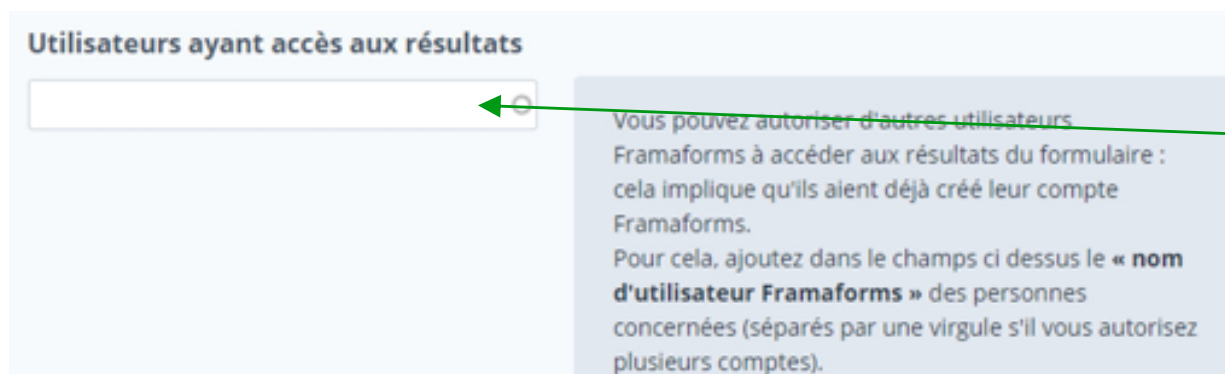 Utilisateurs ayant accès aux résultats
Vous pouvez autoriser d'autres utilisateurs
Framaforms à accéder aux résultats du formulaire :
cela implique qu'ils aient déjà créé leur compte
Framaforms.
Pour cela, ajoutez dans le champs ci dessus le « nom
d'utilisateur Framaforms » des personnes
concernées (séparés par une virgule s'il vous autorisez
plusieurs comptes).